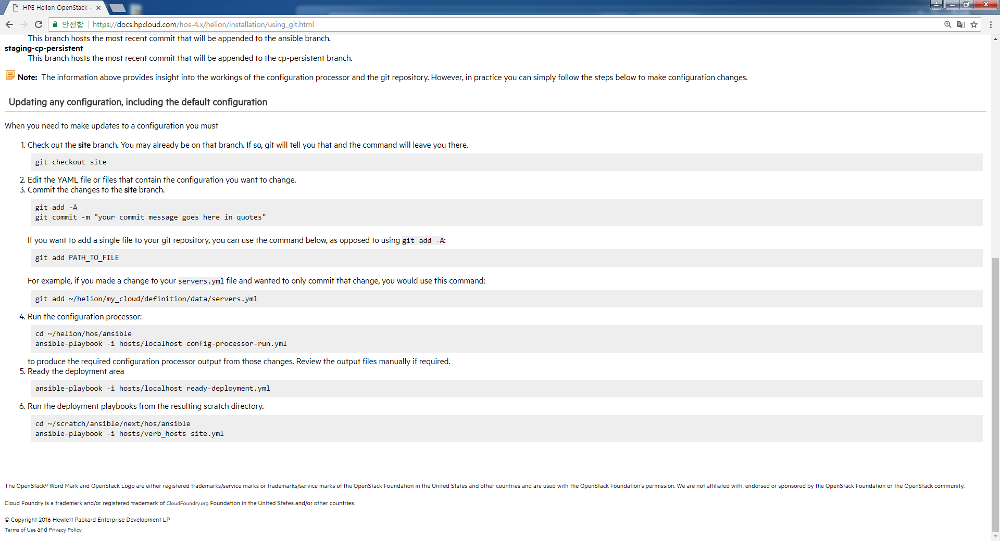 HPE Helion OpenStack 4
안전함 https://docs.hpcloud.com/hos-4.x/helion/installation/using_git.html
This branch hosts the most recent commit that will be appended to the ansible branch.
staging-cp-persistent
This branch hosts the most recent commit that will be appended to the cp-persistent branch.
Note: The information above provides insight into the workings of the configuration processor and the git repository. However, in practice you can simply follow the steps below to make configuration changes.
Updating any configuration, including the default configuration
When you need to make updates to a configuration you must
1. Check out the site branch. You may already be on that branch. If so, git will tell you that and the command will leave you there.
git checkout site
2. Edit the YAML file or files that contain the configuration you want to change.
3. Commit the changes to the site branch.
git add -A
git commit -m "your commit message goes here in quotes"
If you want to add a single file to your git repository, you can use the command below, as opposed to using git add -A:
git add PATH_TO_FILE
For example, if you made a change to your servers.yml file and wanted to only commit that change, you would use this command:
git add ~/helion/my_cloud/definition/data/servers.yml
4. Run the configuration processor:
cd ~/helion/hos/ansible
ansible-playbook -i hosts/localhost config-processor-run.yml
to produce the required configuration processor output from those changes. Review the output files manually if required.
5. Ready the deployment area
ansible-playbook -i hosts/localhost ready-deployment.yml
6. Run the deployment playbooks from the resulting scratch directory.
cd ~/scratch/ansible/next/hos/ansible
ansible-playbook -i hosts/verb_hosts site.yml
The OpenStack® Word Mark and OpenStack Logo are either registered trademarks/service marks or trademarks/service marks of the OpenStack Foundation in the United States and other countries and are used with the OpenStack Foundation's permission. We are not affiliated with, endorsed or sponsored by the OpenStack Foundation or the OpenStack community.
Cloud Foundry is a trademark and/or registered trademark of CloudFoundry.org Foundation in the United States and/or other countries.
© Copyright 2016 Hewlett Packard Enterprise Development LP
Terms of Use and Privacy Policy